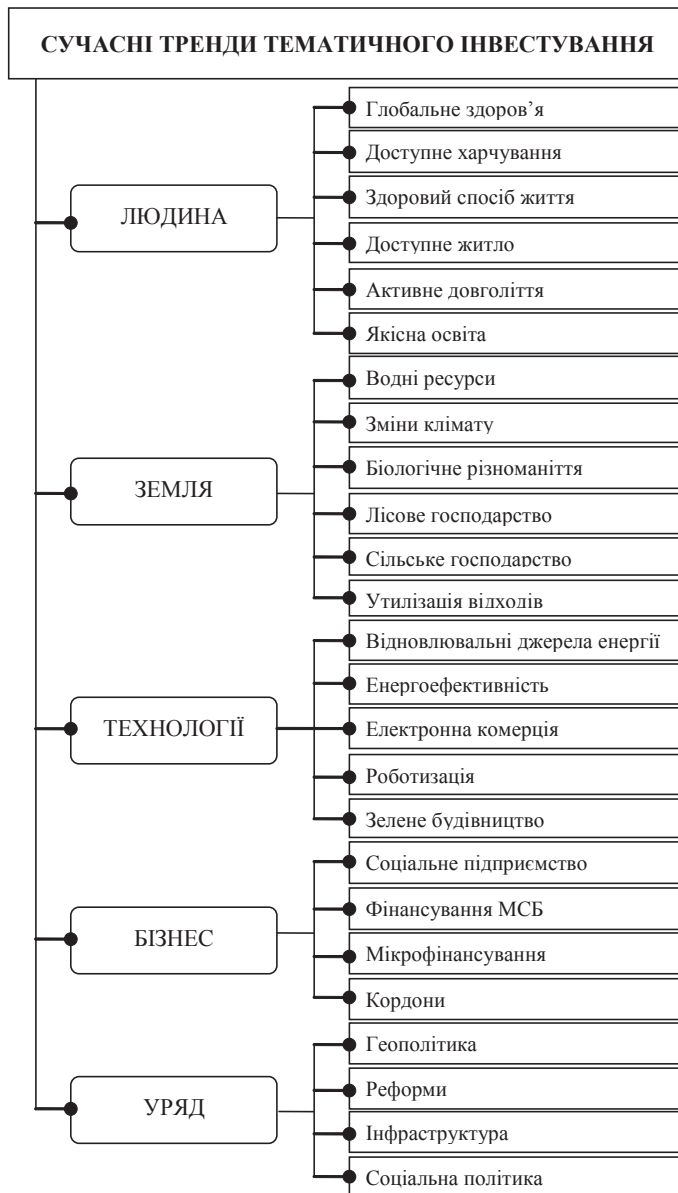 СУЧАСНІ ТРЕНДИ ТЕМАТИЧНОГО ІНВЕСТУВАННЯ
ЛЮДИНА
Глобальне здоров’я
Доступне харчування
Здоровий спосіб життя
Доступне житло
Активне довголіття
Якісна освіта
ЗЕМЛЯ
Водні ресурси
Зміни клімату
Біологічне різноманіття
Лісове господарство
Сільське господарство
Утилізація відходів
ТЕХНОЛОГІЇ
Відновлювальні джерела енергії
Енергоефективність
Електронна комерція
Роботизація
Зелене будівництво
БІЗНЕС
Соціальне підприємство
Фінансування МСБ
Мікрофінансування
Кордони
УРЯД
Геополітика
Реформи
Інфраструктура
Соціальна політика